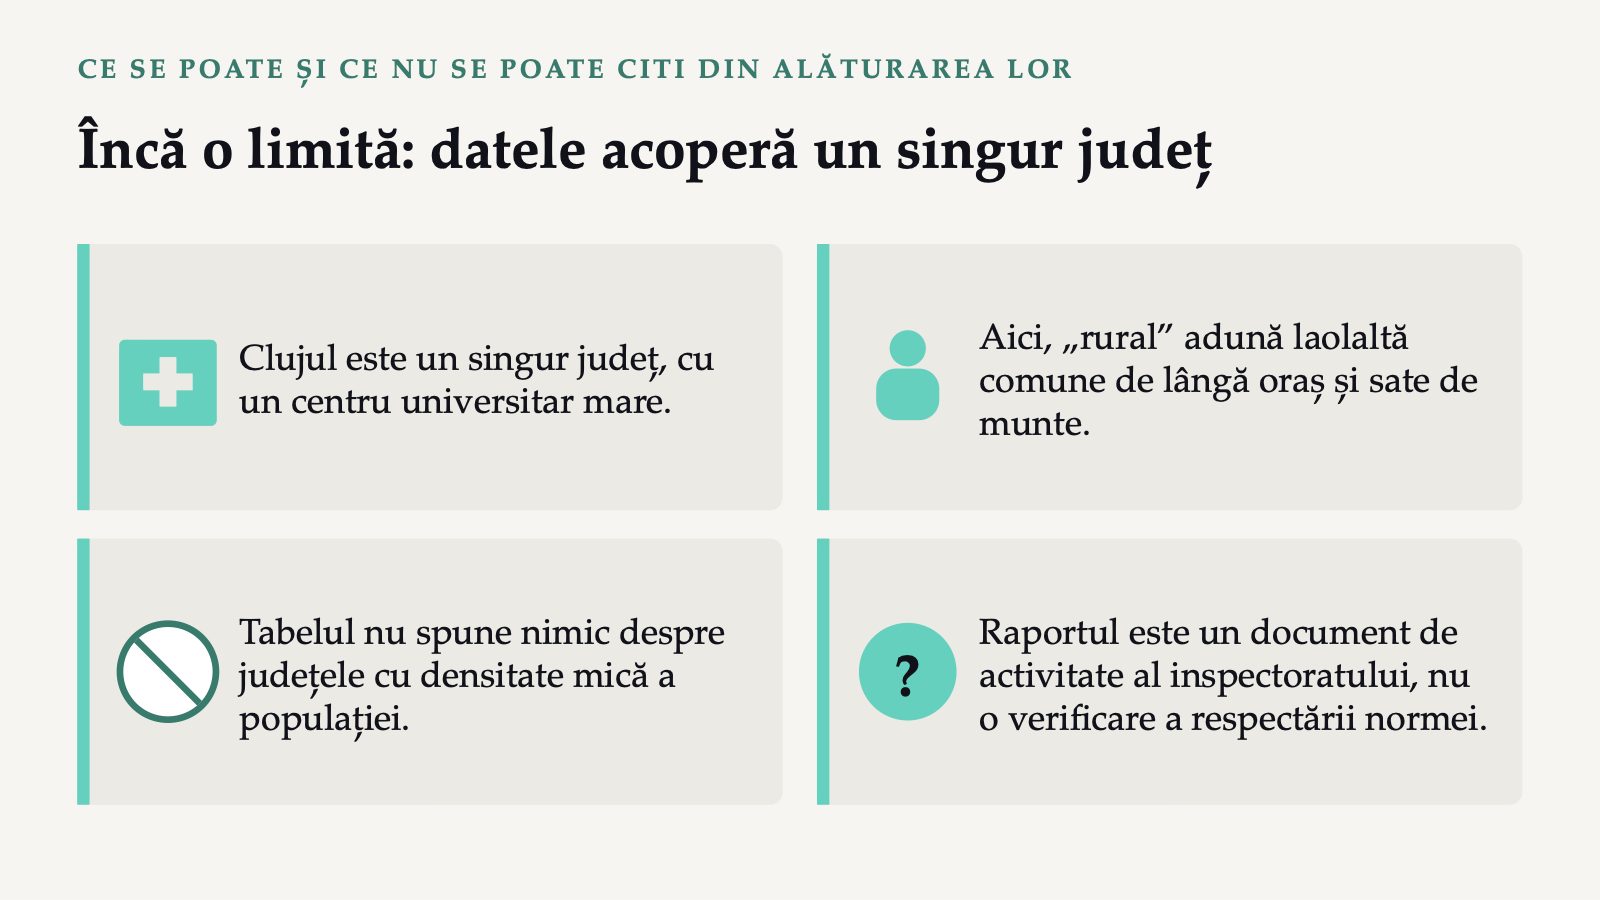 CE SE POATE ȘI CE NU SE POATE CITI DIN ALĂTURAREA LOR
Încă o limită: datele acoperă un singur județ
Clujul este un singur județ, cu
un centru universitar mare.
Aici, „rural” adună laolaltă
comune de lângă oraș și sate de
munte.
Tabelul nu spune nimic despre
județele cu densitate mică a
populației.
?
Raportul este un document de
activitate al inspectoratului, nu
o verificare a respectării normei.